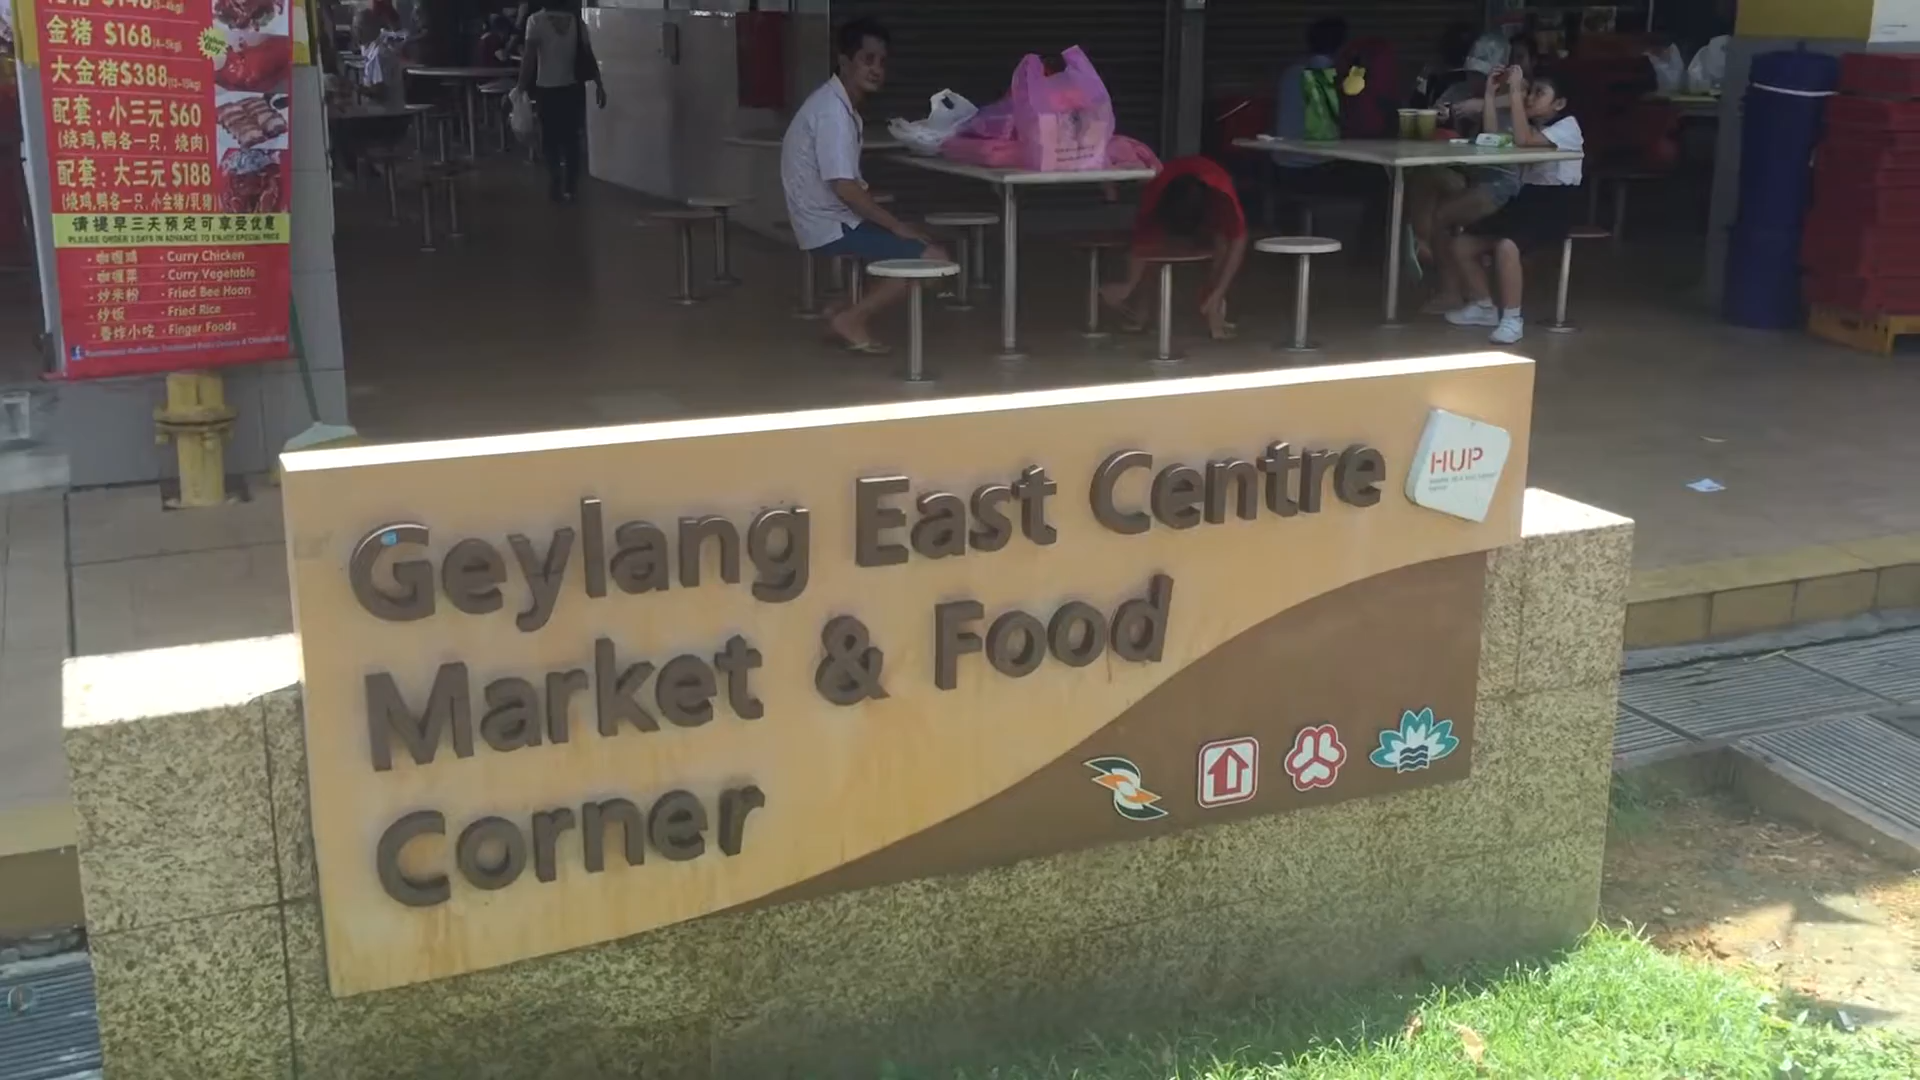 金猪 $168 (4-5kg)
Value Buy
大金猪$388
配套：小三元 $60
(烧鸡,鸭各一只，烧肉)
配套：大三元 $188
(烧鸡,鸭各一只，小金猪/乳猪)
请提早三天预定可享受优惠
PLEASE ORDER 3 DAYS IN ADVANCE TO ENJOY SPECIAL PRICE
· 咖喱鸡 · Curry Chicken
· 咖喱菜 · Curry Vegetable
· 炒米粉 · Fried Bee Hoon
· 炒饭 · Fried Rice
· 香炸小吃 · Finger Foods
Geylang East Centre
Market & Food
Corner
HUP